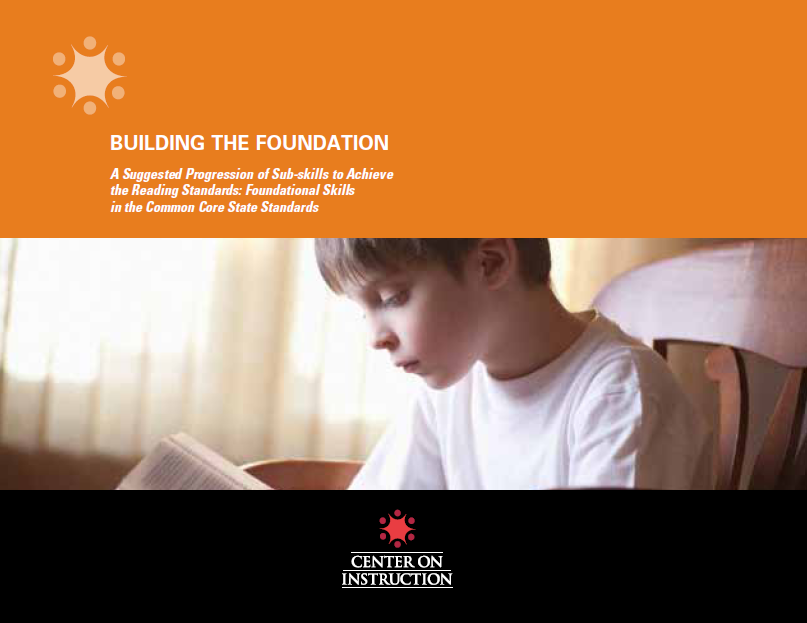 BUILDING THE FOUNDATION
A Suggested Progression of Sub-skills to Achieve
the Reading Standards: Foundational Skills
in the Common Core State Standards
CENTER ON
INSTRUCTION